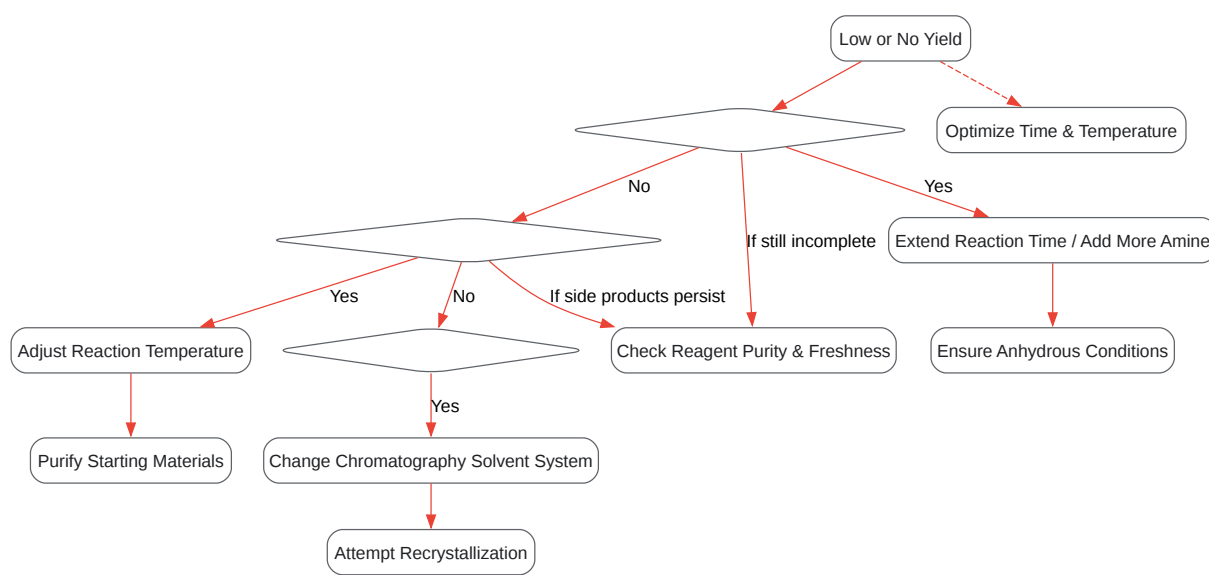 Low or No Yield
Optimize Time & Temperature
No
Yes
If still incomplete
Extend Reaction Time / Add More Amine
Yes
No
If side products persist
Adjust Reaction Temperature
Check Reagent Purity & Freshness
Ensure Anhydrous Conditions
Yes
Purify Starting Materials
Change Chromatography Solvent System
Attempt Recrystallization